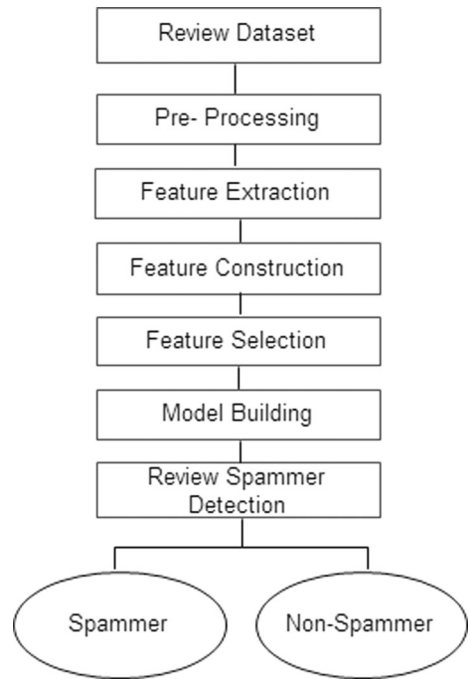 Review Dataset
Pre- Processing
Feature Extraction
Feature Construction
Feature Selection
Model Building
Review Spammer
Detection
Spammer
Non-Spammer